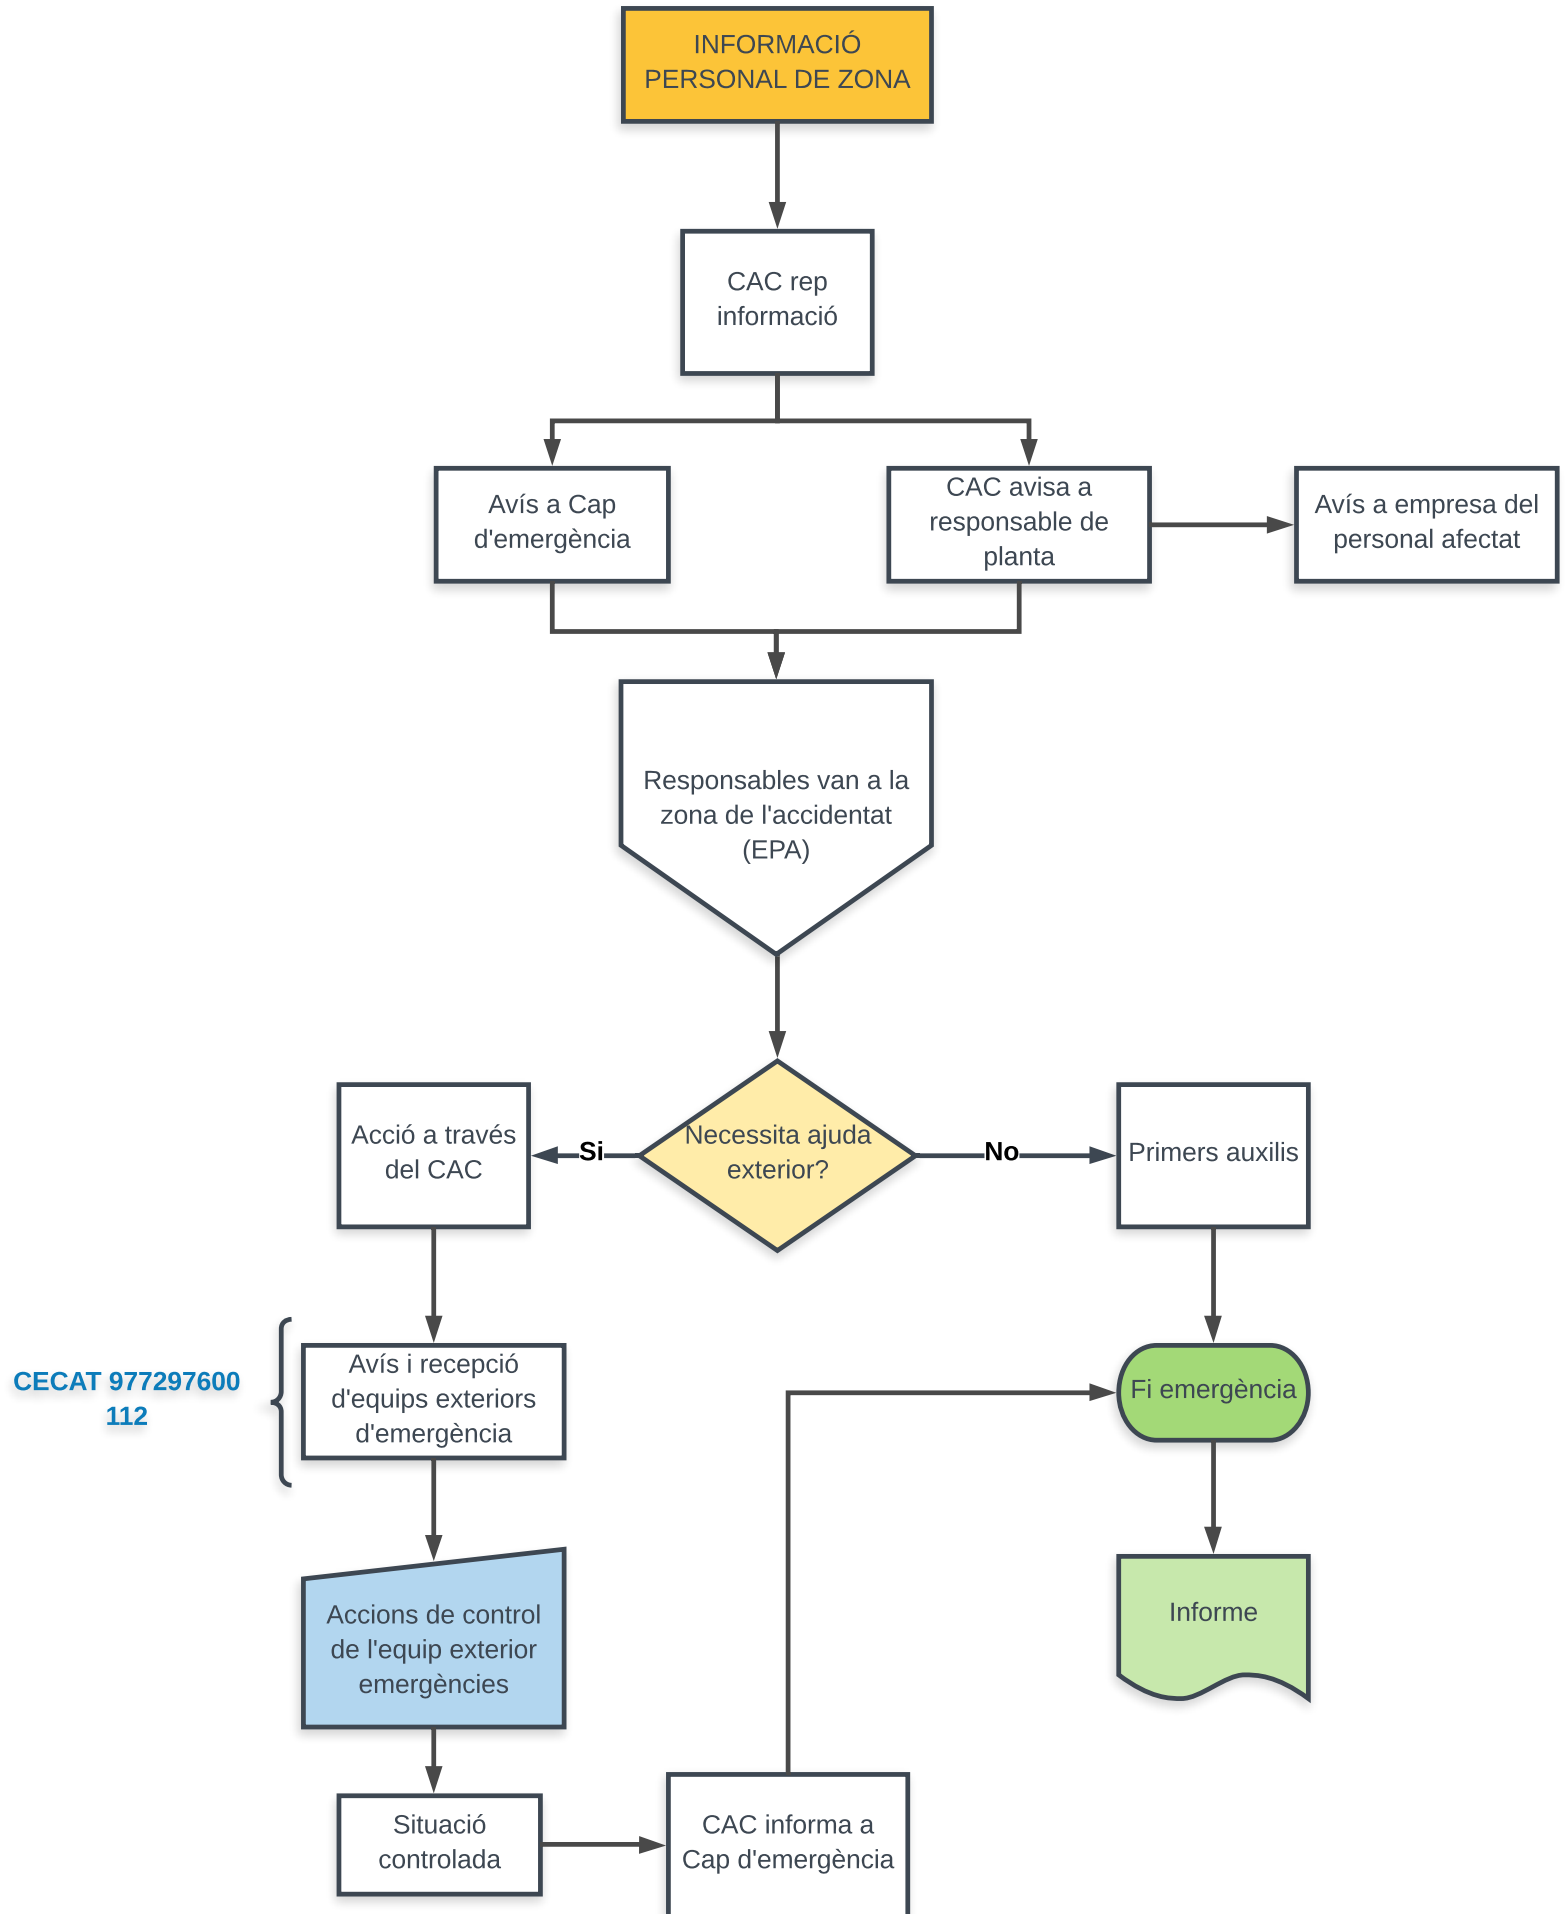 INFORMACIÓ
PERSONAL DE ZONA
CAC rep
informació
Avís a Cap
d'emergència
CAC avisa a
responsable de
planta
Avís a empresa del
personal afectat
Responsables van a la
zona de l'accidentat
(EPA)
Necessita ajuda
exterior?
Si
No
Acció a través
del CAC
Primers auxilis
CECAT 977297600
112
Avís i recepció
d'equips exteriors
d'emergència
Fi emergència
Accions de control
de l'equip exterior
emergències
Informe
Situació
controlada
CAC informa a
Cap d'emergència